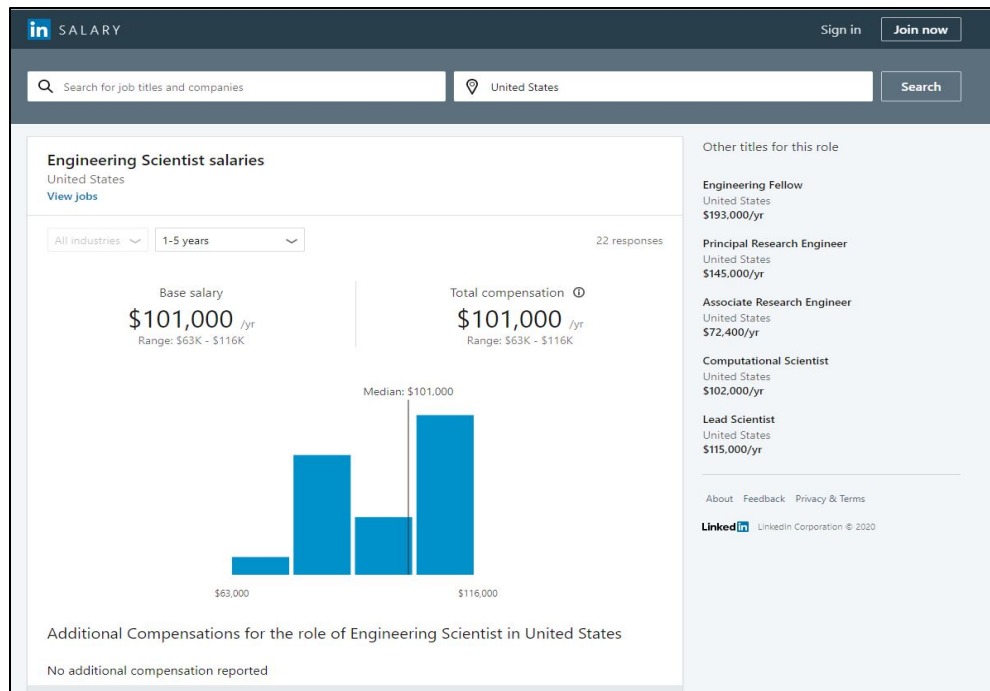 in SALARY
Sign in
Join now
Search for job titles and companies
United States
Search
Engineering Scientist salaries
United States
View jobs
All industries
1-5 years
22 responses
Base salary
$101,000 /yr
Range: $63K - $116K
Total compensation
$101,000 /yr
Range: $63K - $116K
Median: $101,000
$63,000
$116,000
Additional Compensations for the role of Engineering Scientist in United States
No additional compensation reported
Other titles for this role
Engineering Fellow
United States
$193,000/yr
Principal Research Engineer
United States
$145,000/yr
Associate Research Engineer
United States
$72,400/yr
Computational Scientist
United States
$102,000/yr
Lead Scientist
United States
$115,000/yr
About Feedback Privacy & Terms
Linked in LinkedIn Corporation © 2020